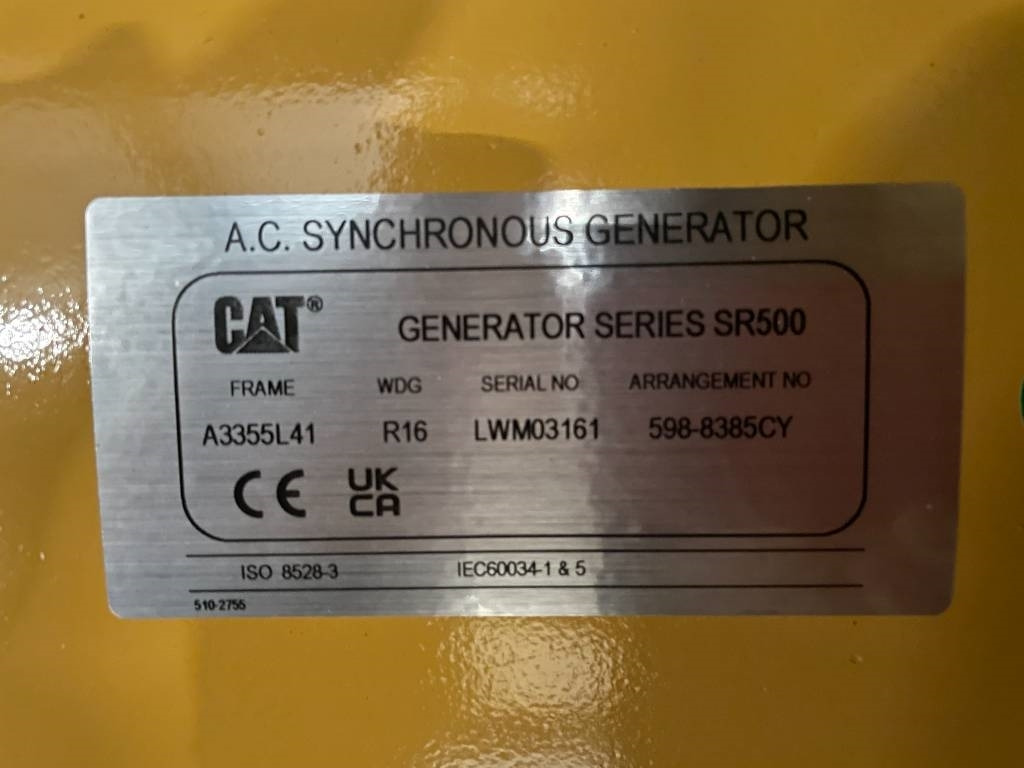 A.C. SYNCHRONOUS GENERATOR
CAT® GENERATOR SERIES SR500
FRAME WDG SERIAL NO ARRANGEMENT NO
A3355L41 R16 LWM03161 598-8385CY
CE UK
CA
ISO 8528-3 IEC60034-1 & 5
510-2755